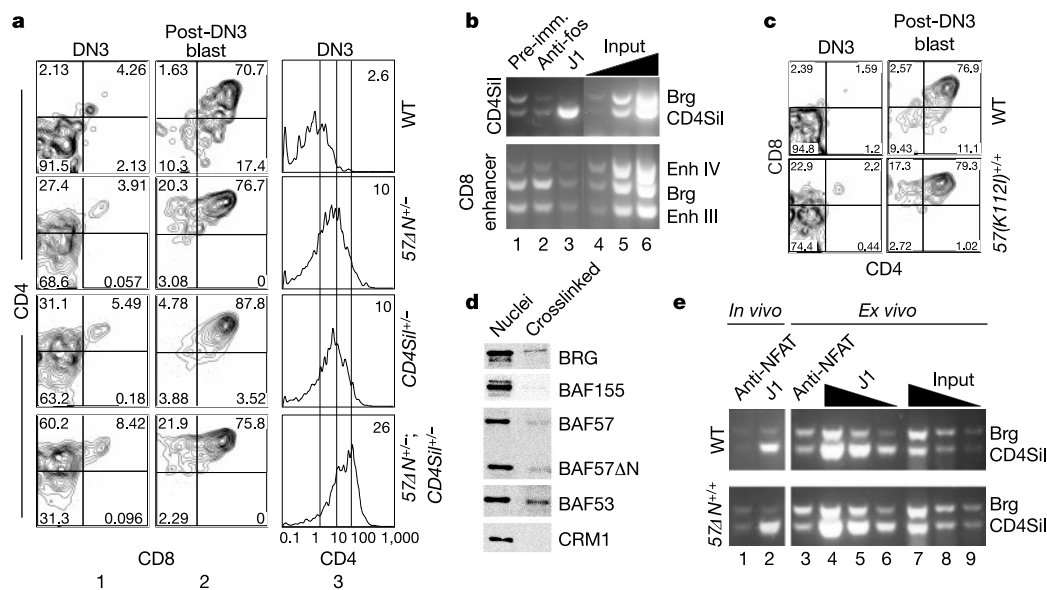 a
DN3
Post-DN3
blast
DN3
2.13 4.26
1.63 70.7
2.6
WT
91.5 2.13
10.3 17.4
27.4 3.91
20.3 76.7
10
57ΔN+/–
68.6 0.057
3.08 0
31.1 5.49
4.78 87.8
10
CD4Sil+/–
63.2 0.18
3.88 3.52
60.2 8.42
21.9 75.8
26
57ΔN+/–;
CD4Sil+/–
31.3 0.096
2.29 0
0.1 1 10 100 1,000
CD4
CD8
CD4
1 2 3
b
Pre-imm.
Anti-fos
J1
Input
CD4Sil
Brg
CD4Sil
CD8
enhancer
Enh IV
Brg
Enh III
1 2 3 4 5 6
c
DN3
Post-DN3
blast
2.39 1.59
2.57 76.9
WT
94.8 1.2
9.43 11.1
22.9 2.2
17.3 79.3
57(K112I)+/+
74.4 0.44
2.72 1.02
CD8
CD4
d
Nuclei
Crosslinked
BRG
BAF155
BAF57
BAF57ΔN
BAF53
CRM1
e
In vivo
Ex vivo
Anti-NFAT
J1
Anti-NFAT
J1
Input
WT
Brg
CD4Sil
57ΔN+/+
Brg
CD4Sil
1 2 3 4 5 6 7 8 9